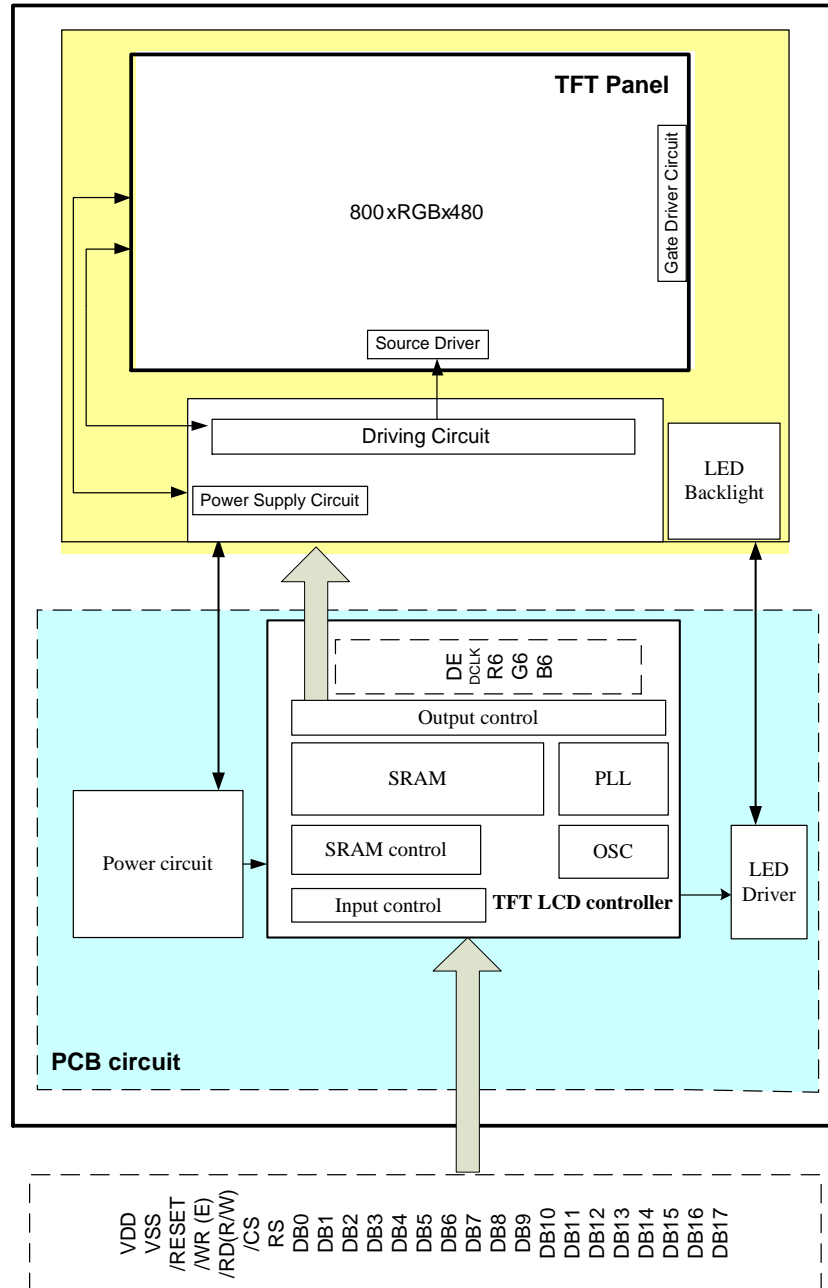 TFT Panel
800xRGBx480
Gate Driver Circuit
Source Driver
Driving Circuit
Power Supply Circuit
LED
Backlight
DE
DCLK
R6
G6
B6
Output control
SRAM
PLL
Power circuit
SRAM control
OSC
LED
Driver
Input control
TFT LCD controller
PCB circuit
VDD
VSS
/RESET
/WR (E)
/RD(R/W)
/CS
RS
DB0
DB1
DB2
DB3
DB4
DB5
DB6
DB7
DB8
DB9
DB10
DB11
DB12
DB13
DB14
DB15
DB16
DB17